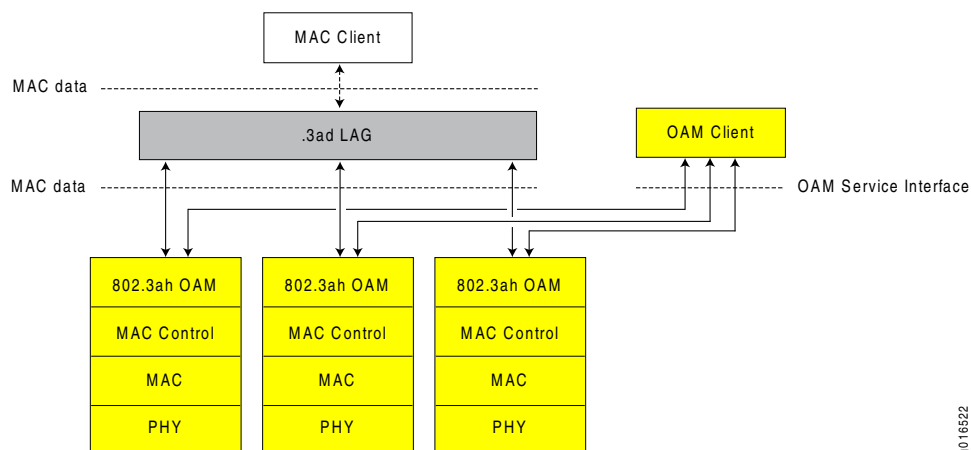 MAC Client
MAC data
.3ad LAG
OAM Client
MAC data
OAM Service Interface
802.3ah OAM
802.3ah OAM
802.3ah OAM
MAC Control
MAC Control
MAC Control
MAC
MAC
MAC
PHY
PHY
PHY
016522